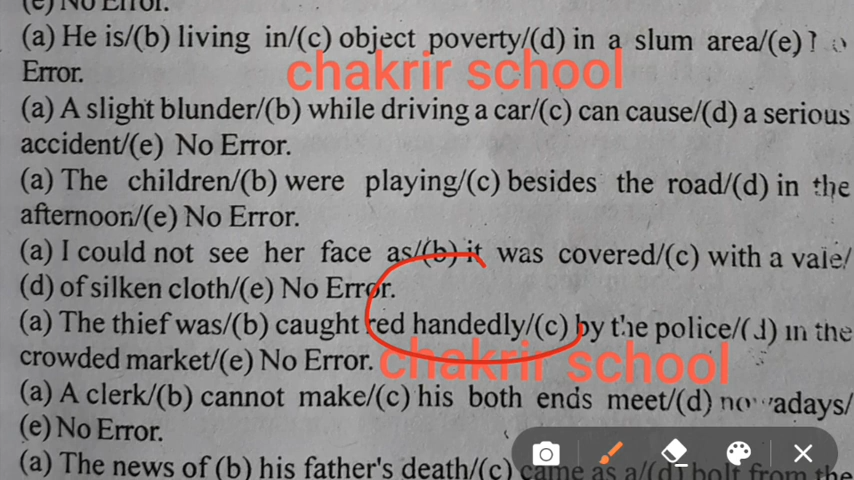 (e) No Error.
(a) He is/(b) living in/(c) object poverty/(d) in a slum area/(e)
Error.
chakrir school
(a) A slight blunder/(b) while driving a car/(c) can cause/(d) a serious
accident/(e) No Error.
(a) The children/(b) were playing/(c) besides the road/(d) in the
afternoon/(e) No Error.
(a) I could not see her face as/(b) it was covered/(c) with a vale/
(d) of silken cloth/(e) No Error.
(a) The thief was/(b) caught red handedly/(c) by the police/(d) in the
crowded market/(e) No Error.
chakrir school
(a) A clerk/(b) cannot make/(c) his both ends meet/(d) nowadays/
(e) No Error.
(a) The news of (b) his father's death/(c) came as a/(d) bolt from the